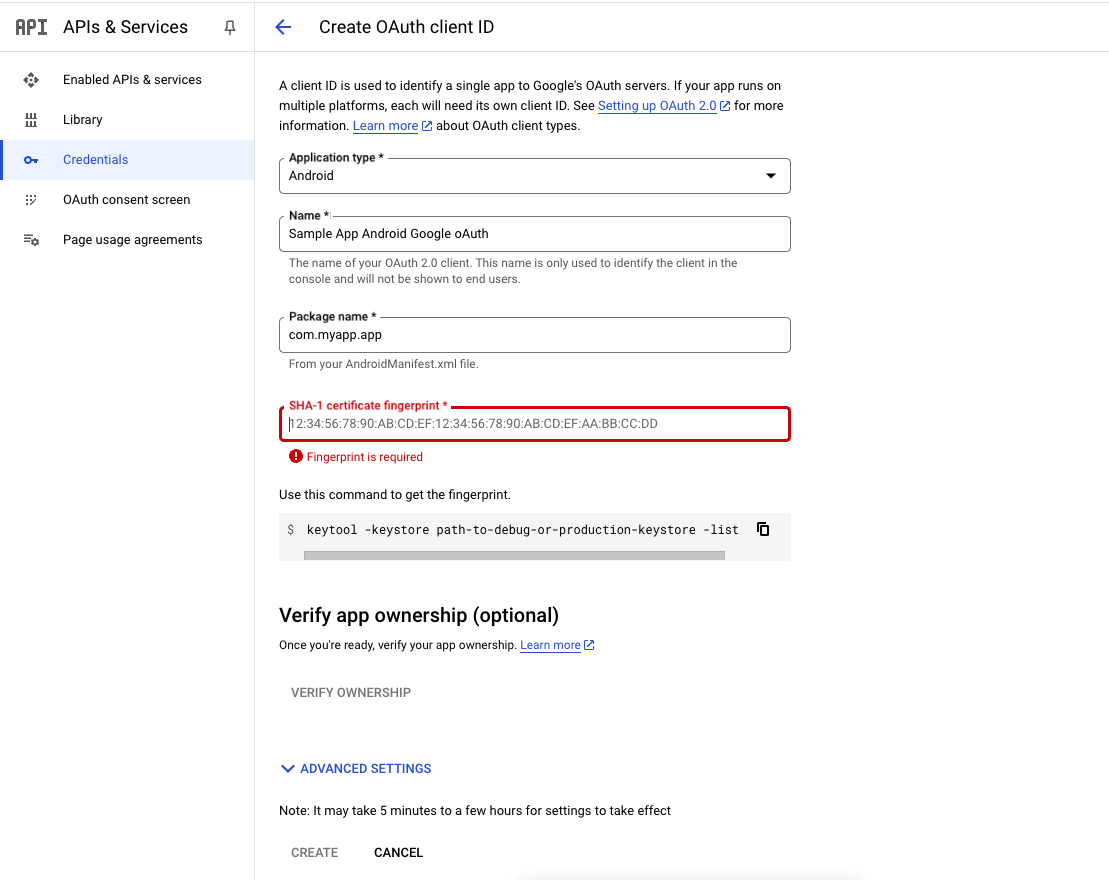 API APIs & Services
Create OAuth client ID
Enabled APIs & services
Library
Credentials
OAuth consent screen
Page usage agreements
A client ID is used to identify a single app to Google's OAuth servers. If your app runs on
multiple platforms, each will need its own client ID. See Setting up OAuth 2.0 for more
information. Learn more about OAuth client types.
Application type *
Android
Name *
Sample App Android Google oAuth
The name of your OAuth 2.0 client. This name is only used to identify the client in the
console and will not be shown to end users.
Package name *
com.myapp.app
From your AndroidManifest.xml file.
SHA-1 certificate fingerprint *
12:34:56:78:90:AB:CD:EF:12:34:56:78:90:AB:CD:EF:AA:BB:CC:DD
Fingerprint is required
Use this command to get the fingerprint.
$ keytool -keystore path-to-debug-or-production-keystore -list
Verify app ownership (optional)
Once you're ready, verify your app ownership. Learn more
VERIFY OWNERSHIP
ADVANCED SETTINGS
Note: It may take 5 minutes to a few hours for settings to take effect
CREATE CANCEL